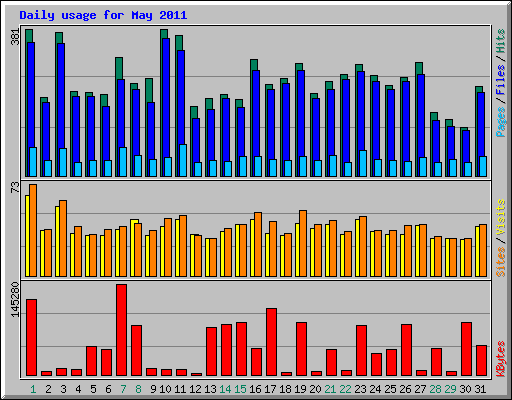 Daily usage for May 2011
381
Pages / Files / Hits
73
Sites / Visits
145280
KBytes
1 2 3 4 5 6 7 8 9 10 11 12 13 14 15 16 17 18 19 20 21 22 23 24 25 26 27 28 29 30 31